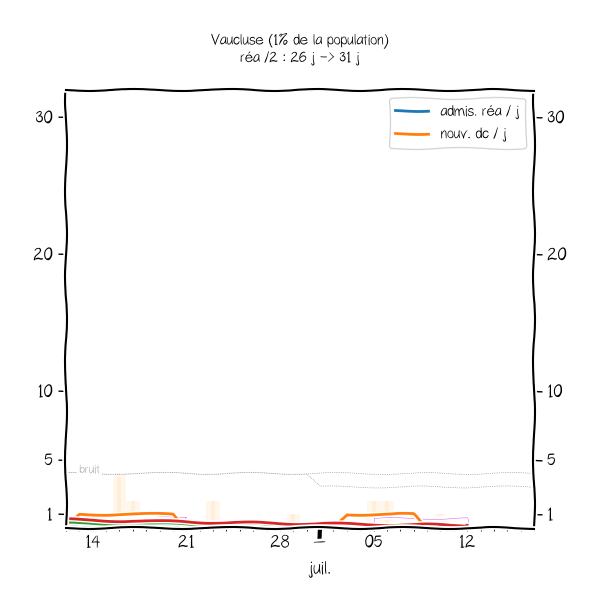 Vaucluse (1% de la population)
réa /2 : 26 j -> 31 j
admis. réa / j
nouv. dc / j
30
30
20
20
10
10
5
5
bruit
1
1
14
21
28
1
05
12
juil.